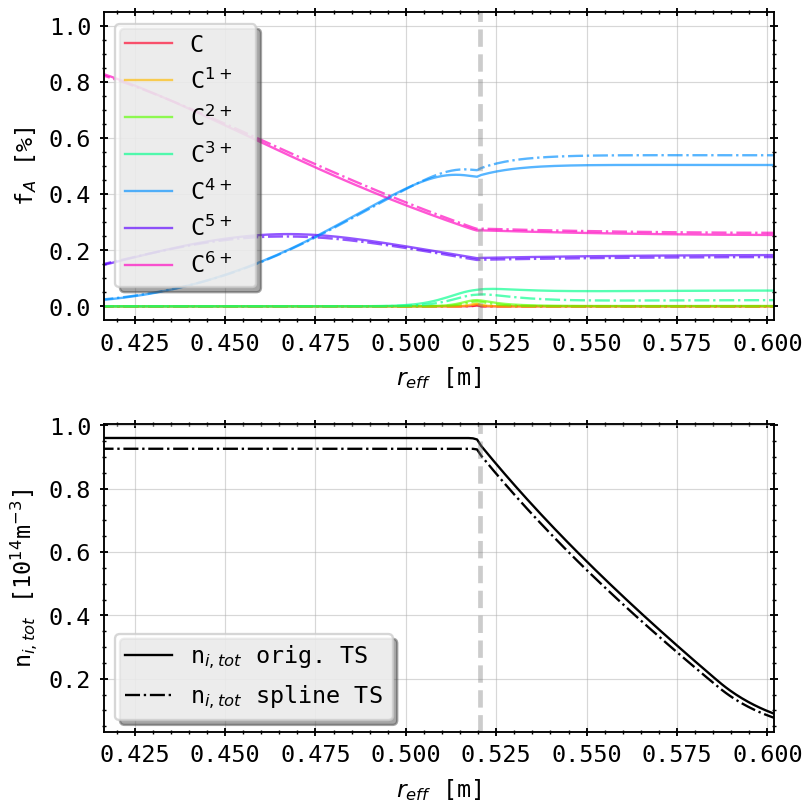 f_A [%]
1.0
0.8
0.6
0.4
0.2
0.0
C
C^1+
C^2+
C^3+
C^4+
C^5+
C^6+
0.425 0.450 0.475 0.500 0.525 0.550 0.575 0.600
r_eff [m]
n_i,tot [10^14 m^−3]
1.0
0.8
0.6
0.4
0.2
n_i,tot orig. TS
n_i,tot spline TS
0.425 0.450 0.475 0.500 0.525 0.550 0.575 0.600
r_eff [m]